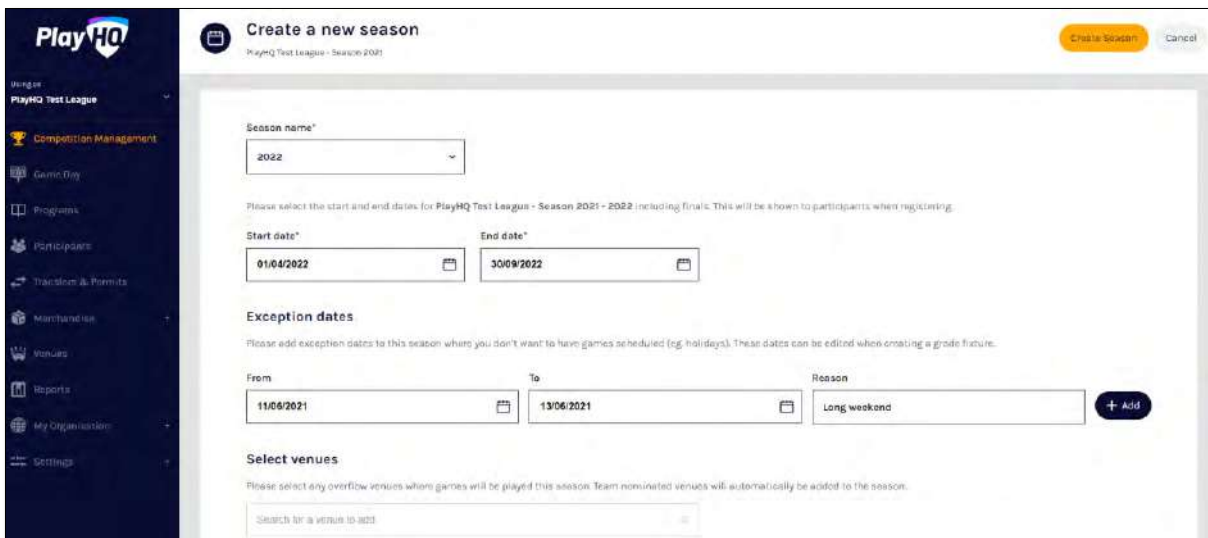 PlayHQ
Create a new season
PlayHQ Test League - Season 2021
Create Season
Cancel
Using as
PlayHQ Test League
Competition Management
Game Day
Programs
Participants
Transfers & Permits
Merchandise
Venues
Reports
My Organisation
Settings
Season name*
2022
Please select the start and end dates for PlayHQ Test League - Season 2021 - 2022 including finals. This will be shown to participants when registering.
Start date*
End date*
01/04/2022
30/09/2022
Exception dates
Please add exception dates to this season where you don't want to have games scheduled (eg. holidays). These dates can be edited when creating a grade fixture.
From
To
Reason
11/06/2021
13/06/2021
Long weekend
+ Add
Select venues
Please select any overflow venues where games will be played this season. Team nominated venues will automatically be added to the season.
Search for a venue to add